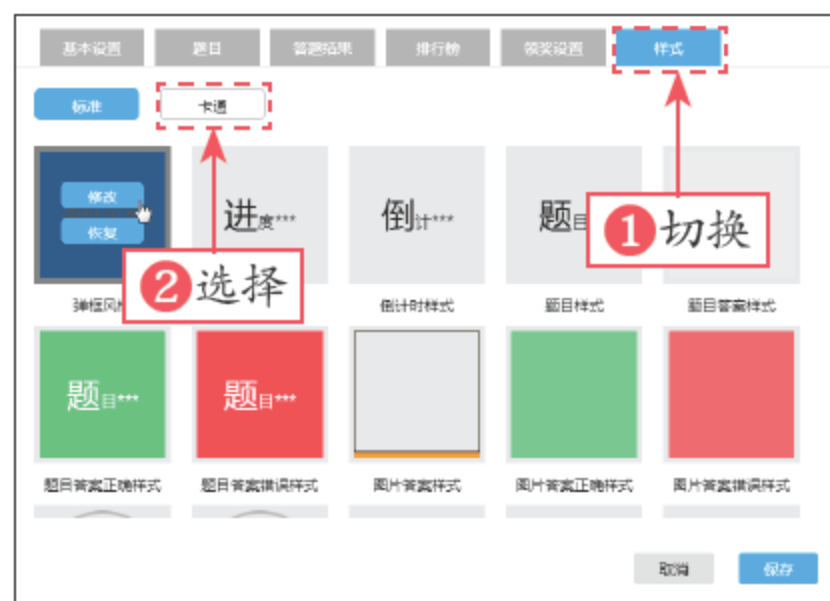 基本设置 题目 答题结果 排行榜 领奖设置 样式
标准 卡通
修改
恢复
进度*** 倒计*** 题目
①切换
②选择
弹框风 倒计时样式 题目样式 题目答案样式
题目*** 题目***
题目答案正确样式 题目答案错误样式 图片答案样式 图片答案正确样式 图片答案错误样式
取消 保存